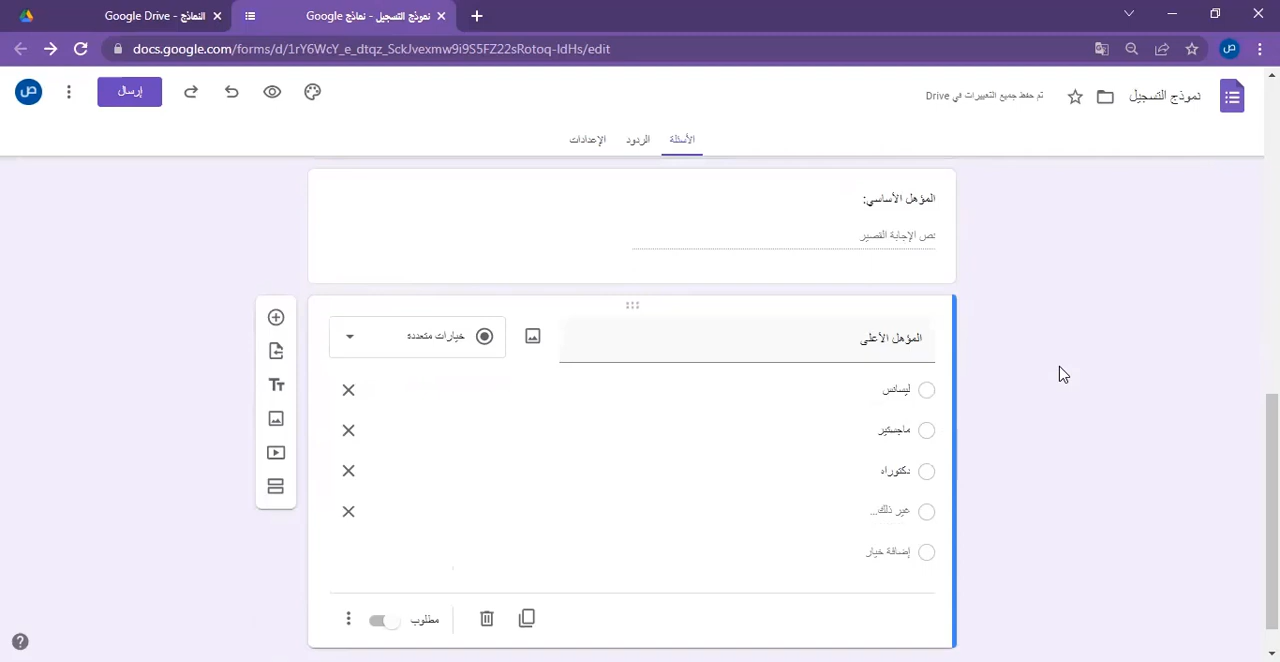 النماذج - Google Drive
نموذج التسجيل - نماذج Google
docs.google.com/forms/d/1rY6WcY_e_dtqz_SckJvexmw9i9S5FZ22sRotoq-IdHs/edit
ص
نموذج التسجيل
تم حفظ جميع التغييرات في Drive
إرسال
ص
الأسئلة
الردود
الإعدادات
المؤهل الأساسي:
نص الإجابة القصير
المؤهل الأعلى
خيارات متعددة
ليسانس
ماجستير
دكتوراه
غير ذلك...
إضافة خيار
مطلوب